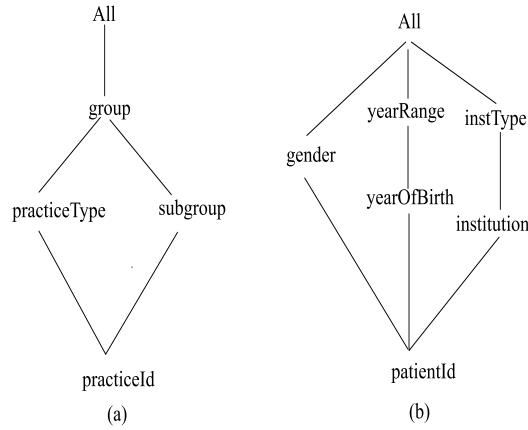 All
group
practiceType
subgroup
practiceId
(a)
All
yearRange
instType
gender
yearOfBirth
institution
patientId
(b)